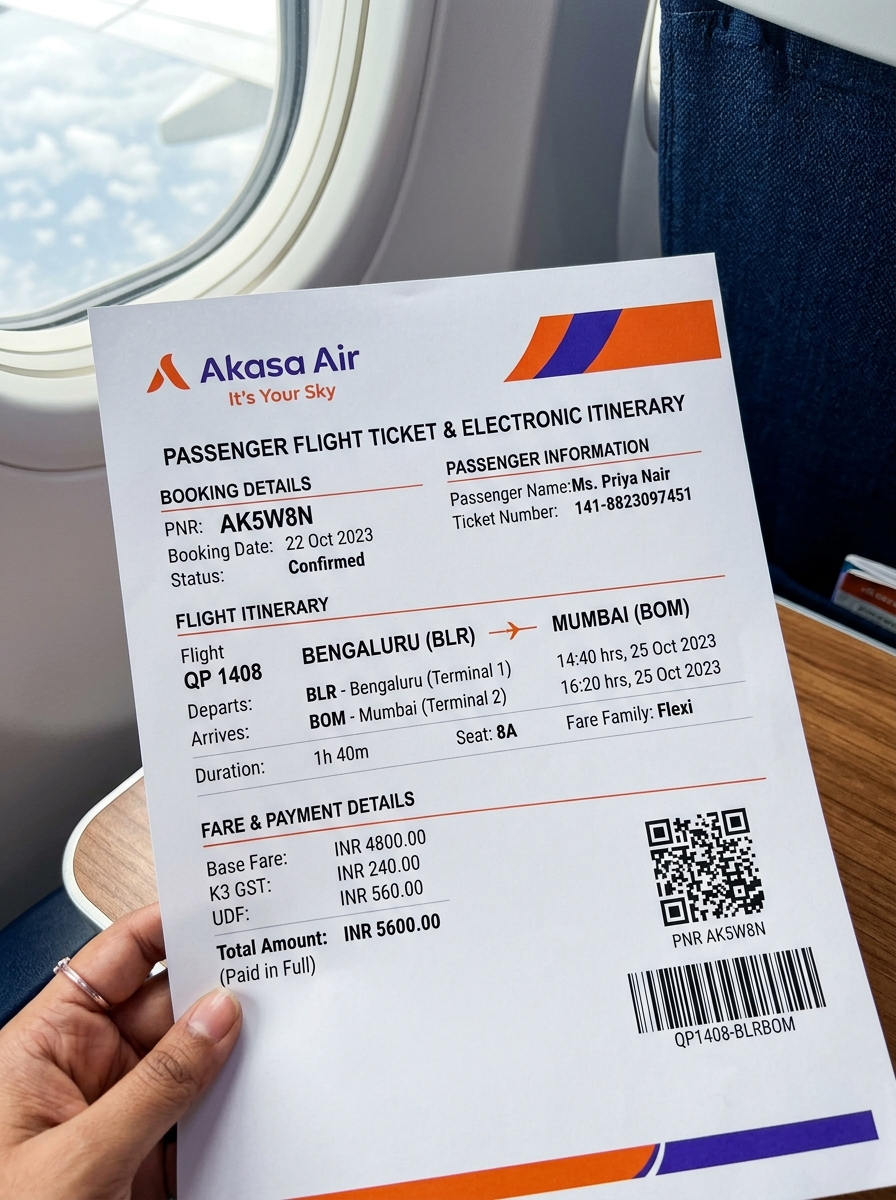 Akasa Air
It's Your Sky
PASSENGER FLIGHT TICKET & ELECTRONIC ITINERARY
BOOKING DETAILS
PNR: AK5W8N
Booking Date: 22 Oct 2023
Status: Confirmed
PASSENGER INFORMATION
Passenger Name:Ms. Priya Nair
Ticket Number: 141-8823097451
FLIGHT ITINERARY
Flight
QP 1408
BENGALURU (BLR) MUMBAI (BOM)
Departs: BLR - Bengaluru (Terminal 1) 14:40 hrs, 25 Oct 2023
Arrives: BOM - Mumbai (Terminal 2) 16:20 hrs, 25 Oct 2023
Duration: 1h 40m Seat: 8A Fare Family: Flexi
FARE & PAYMENT DETAILS
Base Fare: INR 4800.00
K3 GST: INR 240.00
UDF: INR 560.00
Total Amount: INR 5600.00
(Paid in Full)
PNR AK5W8N
QP1408-BLRBOM